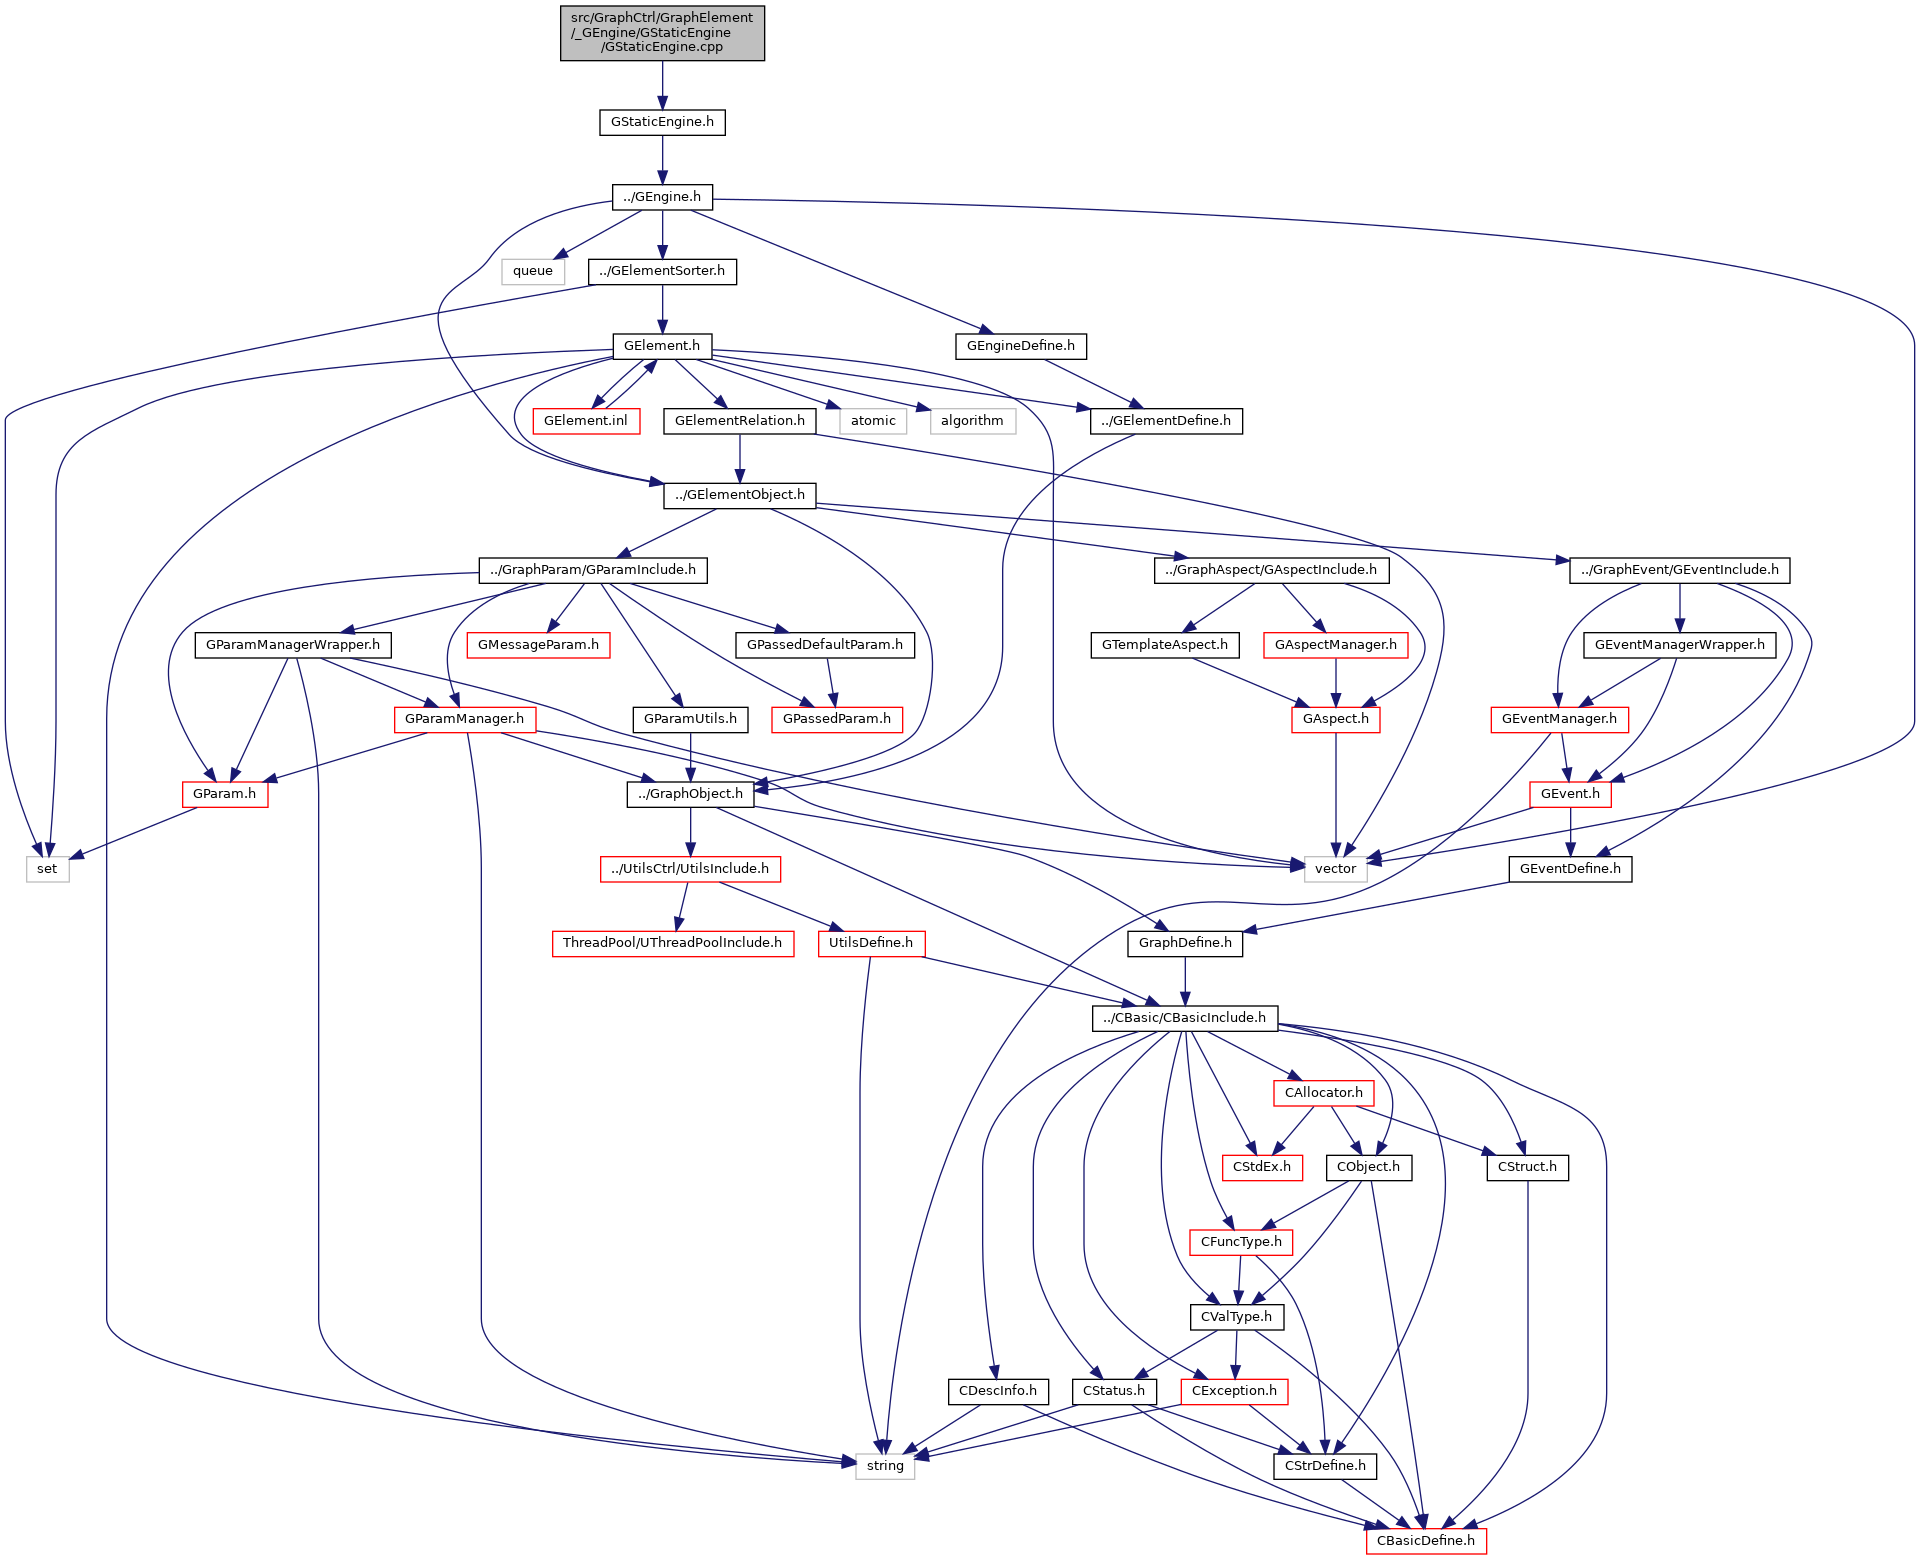 src/GraphCtrl/GraphElement
/_GEngine/GStaticEngine
/GStaticEngine.cpp
GStaticEngine.h
../GEngine.h
queue
../GElementSorter.h
GElement.h
GEngineDefine.h
GElement.inl
GElementRelation.h
atomic
algorithm
../GElementDefine.h
../GElementObject.h
../GraphParam/GParamInclude.h
../GraphAspect/GAspectInclude.h
../GraphEvent/GEventInclude.h
GParamManagerWrapper.h
GMessageParam.h
GPassedDefaultParam.h
GTemplateAspect.h
GAspectManager.h
GEventManagerWrapper.h
GParamManager.h
GParamUtils.h
GPassedParam.h
GAspect.h
GEventManager.h
GParam.h
../GraphObject.h
GEvent.h
set
../UtilsCtrl/UtilsInclude.h
vector
GEventDefine.h
ThreadPool/UThreadPoolInclude.h
UtilsDefine.h
GraphDefine.h
../CBasic/CBasicInclude.h
CAllocator.h
CStdEx.h
CObject.h
CStruct.h
CFuncType.h
CValType.h
CDescInfo.h
CStatus.h
CException.h
string
CStrDefine.h
CBasicDefine.h